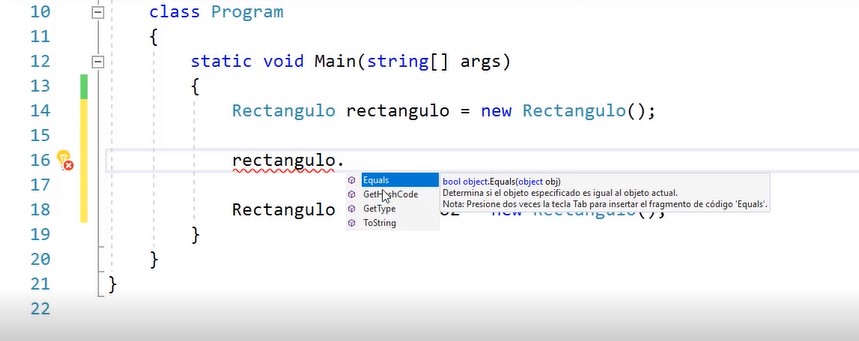 10 class Program
11 {
12 static void Main(string[] args)
13 {
14 Rectangulo rectangulo = new Rectangulo();
15
16 rectangulo.
Equals bool object.Equals(object obj)
Determina si el objeto especificado es igual al objeto actual.
Nota: Presione dos veces la tecla Tab para insertar el fragmento de código 'Equals'.
17 GetHashCode
GetType
18 Rectangulo = new Rectangulo();
ToString
19 }
20 }
21 }
22